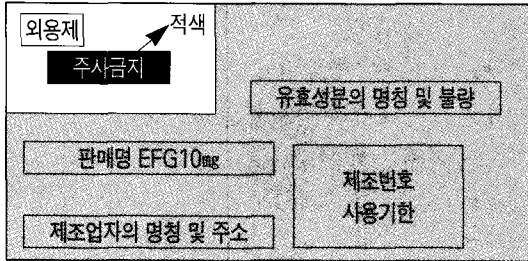 외용제
적색
주사금지
유효성분의 명칭 및 불량
판매명 EFG10㎎
제조번호
사용기한
제조업자의 명칭 및 주소